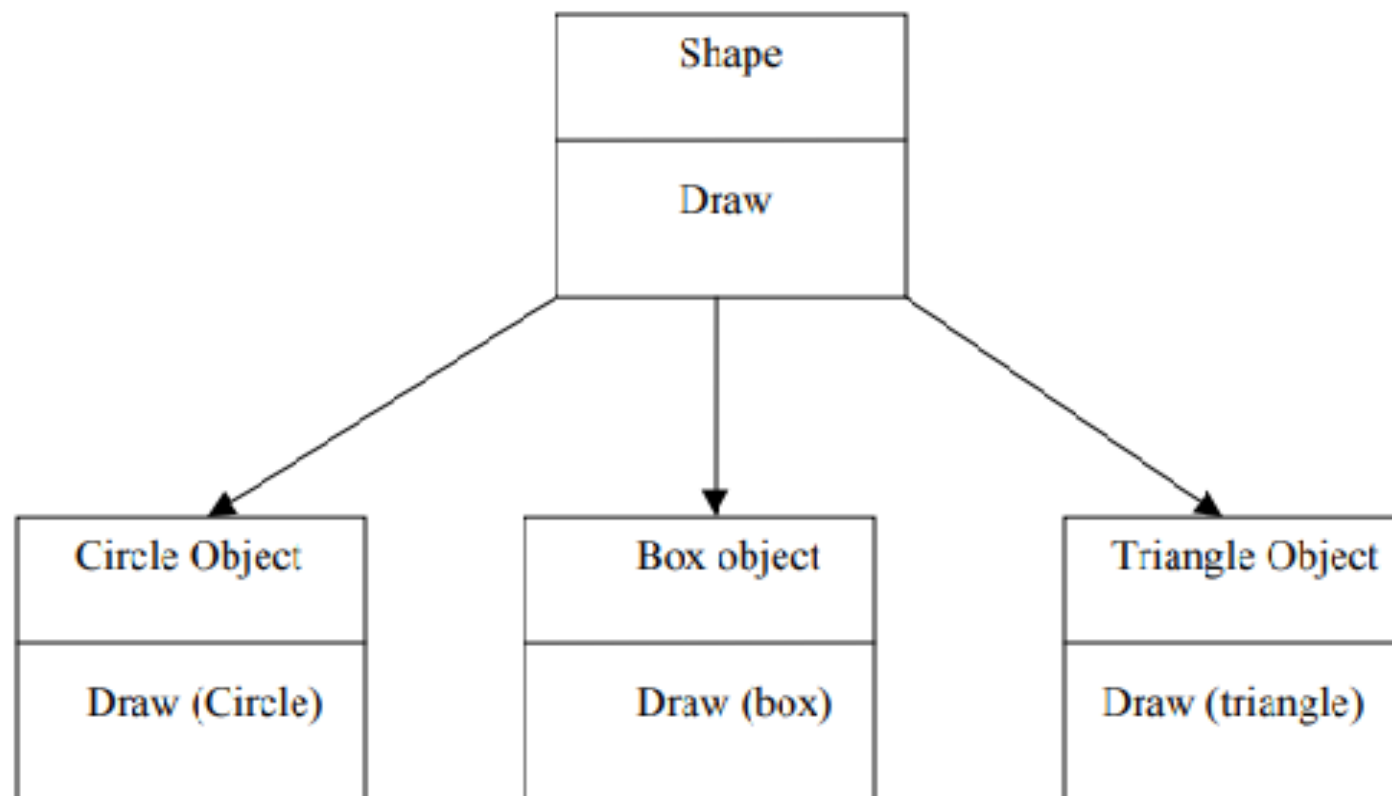 Shape
Draw
Circle Object
Box object
Triangle Object
Draw (Circle)
Draw (box)
Draw (triangle)